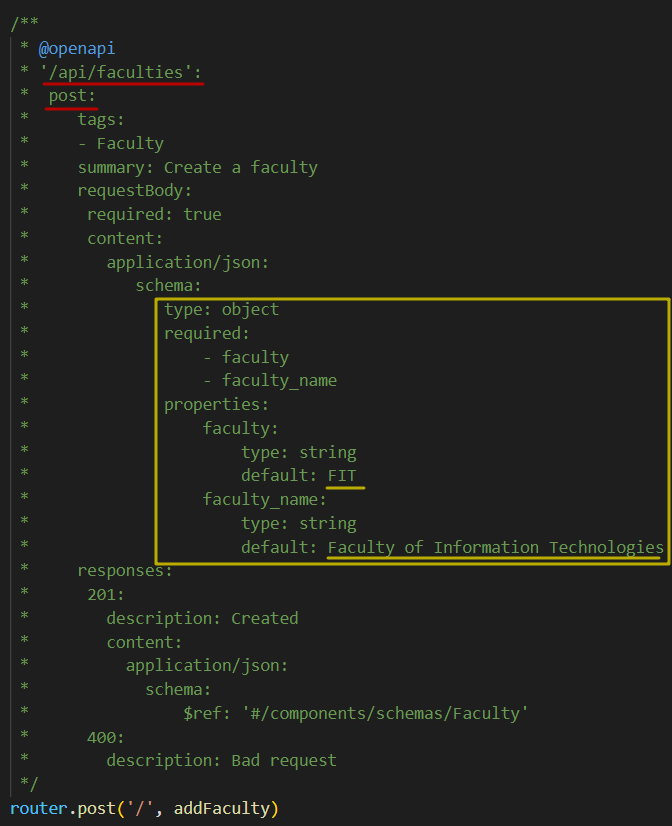 /**
 * @openapi
 * '/api/faculties':
 *  post:
 *     tags:
 *     - Faculty
 *     summary: Create a faculty
 *     requestBody:
 *      required: true
 *      content:
 *        application/json:
 *           schema:
 *              type: object
 *              required:
 *                  - faculty
 *                  - faculty_name
 *              properties:
 *                  faculty:
 *                      type: string
 *                      default: FIT
 *                  faculty_name:
 *                      type: string
 *                      default: Faculty of Information Technologies
 *     responses:
 *      201:
 *        description: Created
 *        content:
 *          application/json:
 *            schema:
 *                $ref: '#/components/schemas/Faculty'
 *      400:
 *        description: Bad request
 */
router.post('/', addFaculty)